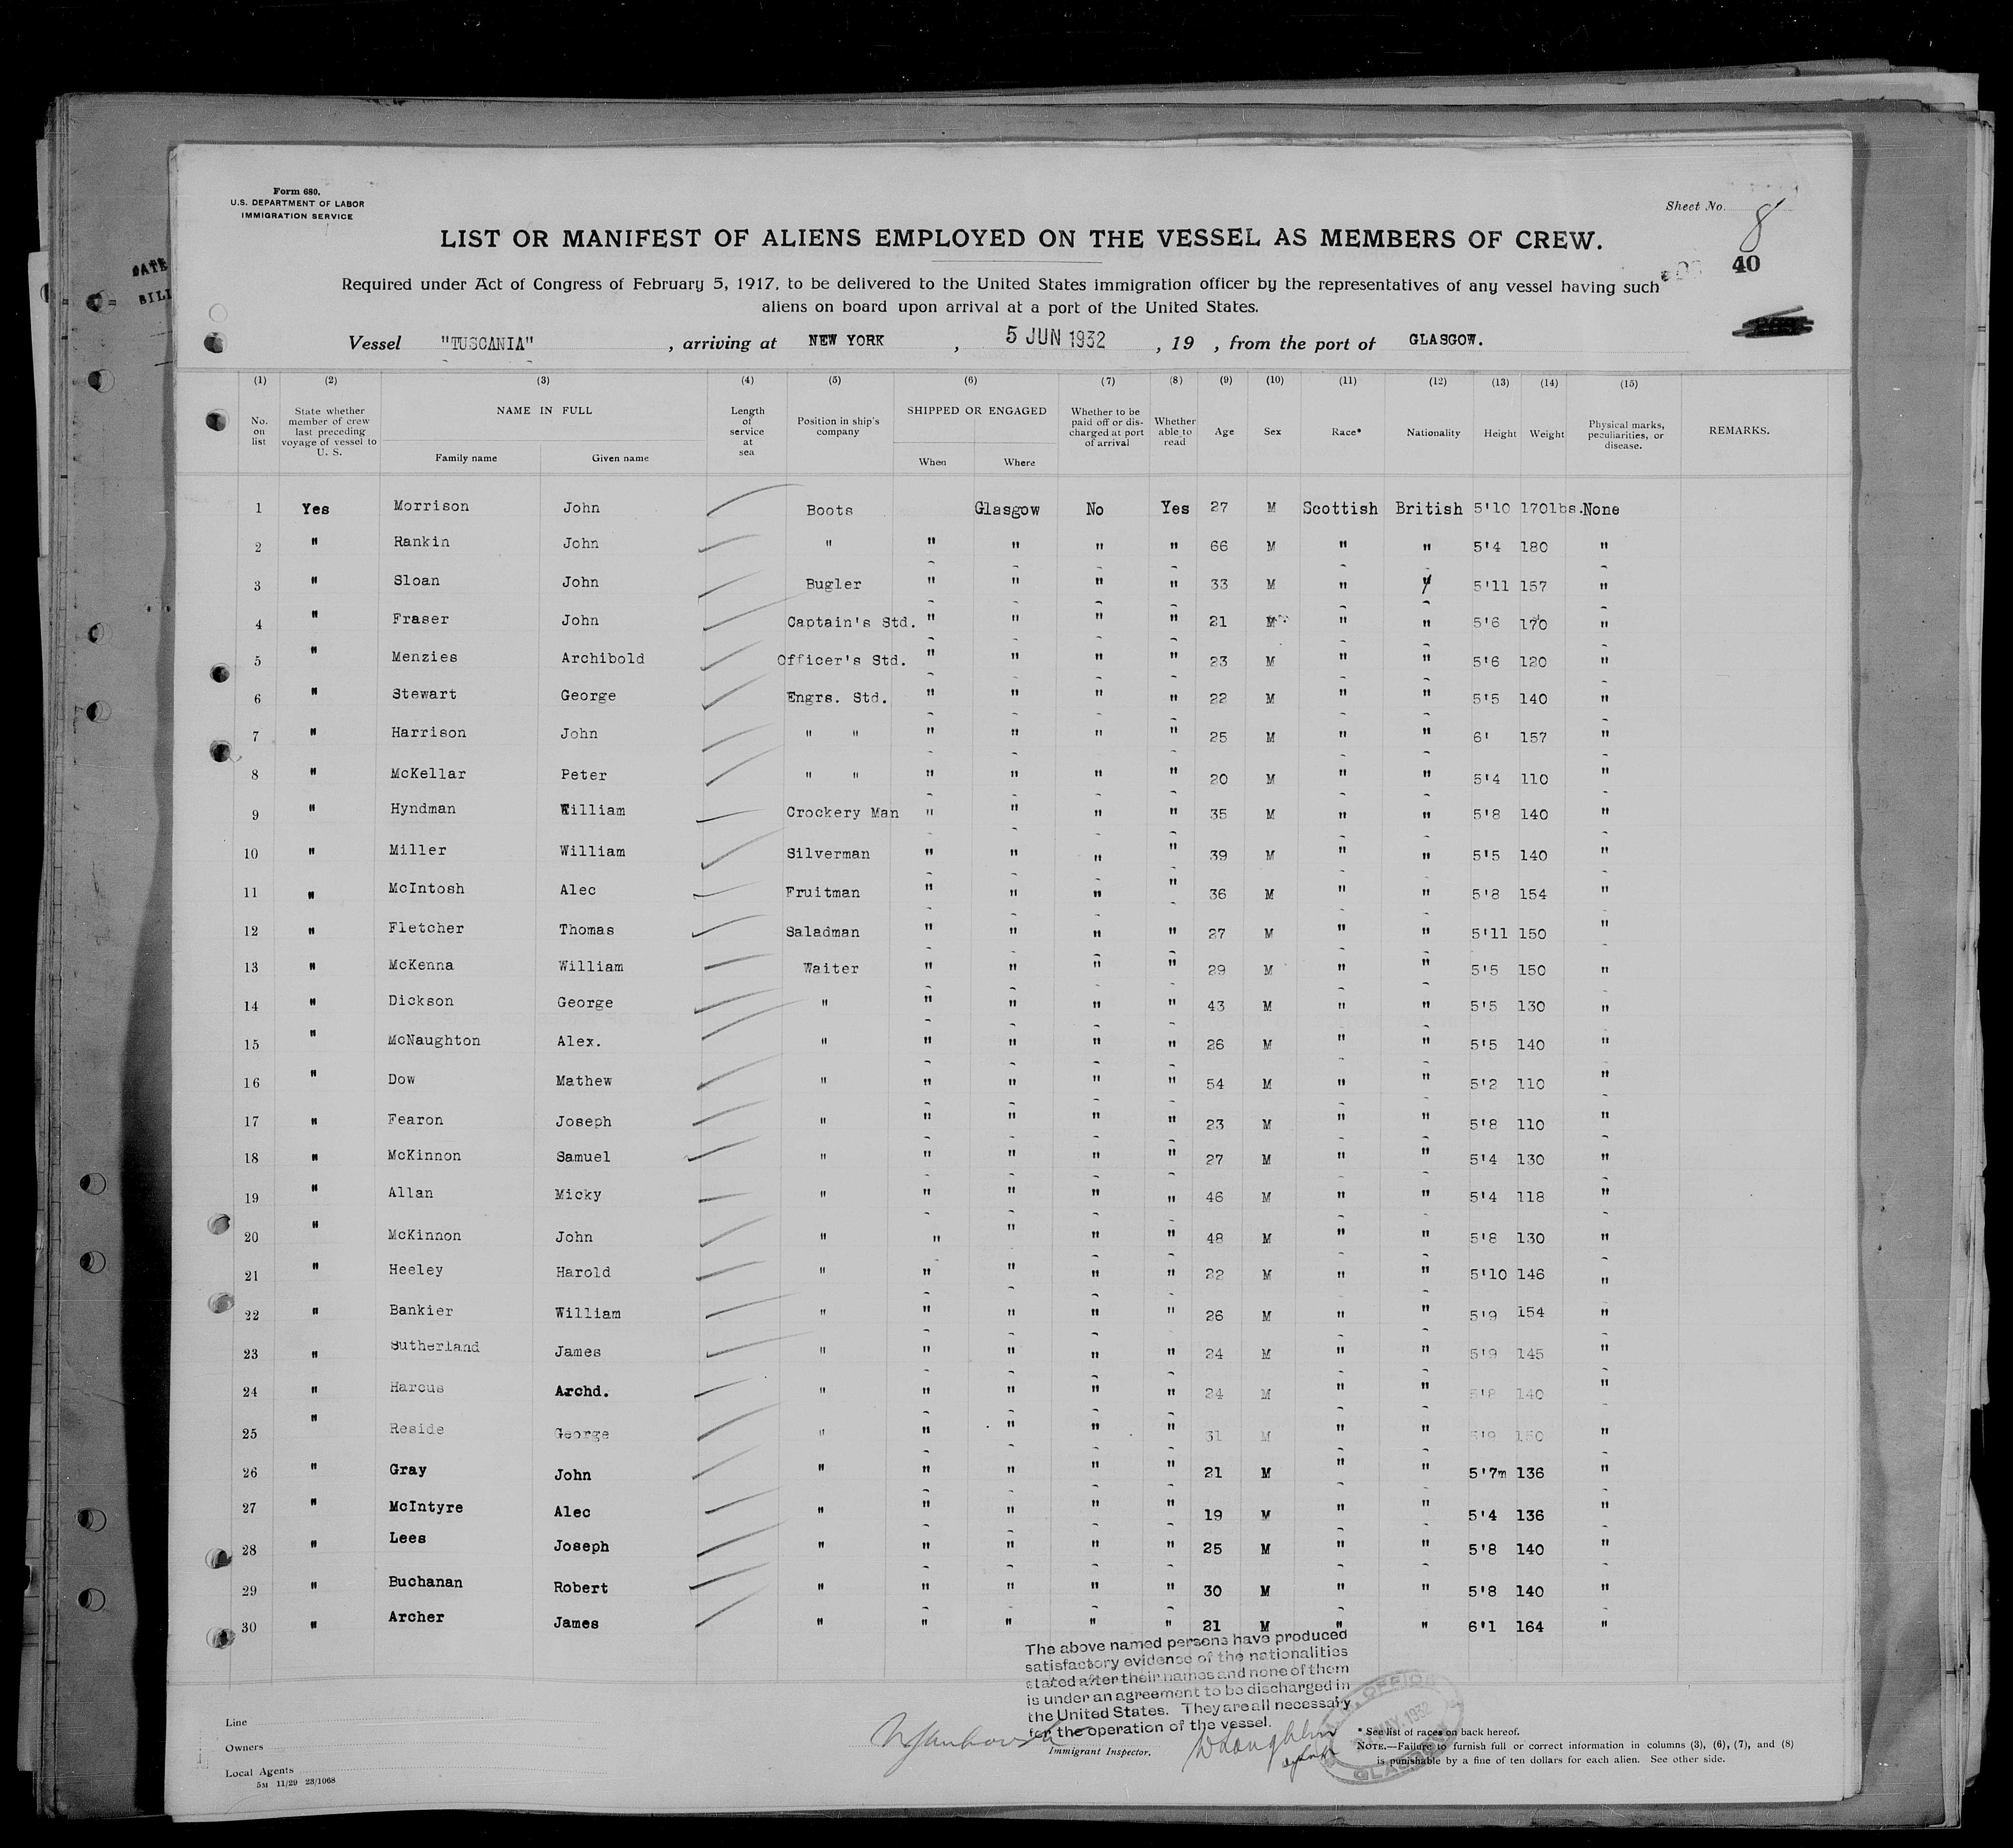 Form 680.
U.S. DEPARTMENT OF LABOR
IMMIGRATION SERVICE
Sheet No. 8
LIST OR MANIFEST OF ALIENS EMPLOYED ON THE VESSEL AS MEMBERS OF CREW.
40
Required under Act of Congress of February 5, 1917, to be delivered to the United States immigration officer by the representatives of any vessel having such
aliens on board upon arrival at a port of the United States.
Vessel "TUSCANIA" , arriving at NEW YORK , 5 JUN 1932 , 19 , from the port of GLASGOW.
(1) (2) (3) (4) (5) (6) (7) (8) (9) (10) (11) (12) (13) (14) (15)
No. on list State whether member of crew last preceding voyage of vessel to U. S. NAME IN FULL Family name Given name Length of service at sea Position in ship's company SHIPPED OR ENGAGED When Where Whether to be paid off or discharged at port of arrival Whether able to read Age Sex Race* Nationality Height Weight Physical marks, peculiarities, or disease. REMARKS.
1 Yes Morrison John Boots Glasgow No Yes 27 M Scottish British 5'10 170lbs. None
2 " Rankin John " " " " " 66 M " " 5'4 180 "
3 " Sloan John Bugler " " " " 33 M " " 5'11 157 "
4 " Fraser John Captain's Std. " " " " 21 M " " 5'6 170 "
5 " Menzies Archibold Officer's Std. " " " " 23 M " " 5'6 120 "
6 " Stewart George Engrs. Std. " " " " 22 M " " 5'5 140 "
7 " Harrison John " " " " " " 25 M " " 6' 157 "
8 " McKellar Peter " " " " " " 20 M " " 5'4 110 "
9 " Hyndman William Crockery Man " " " " 35 M " " 5'8 140 "
10 " Miller William Silverman " " " " 39 M " " 5'5 140 "
11 " McIntosh Alec Fruitman " " " " 36 M " " 5'8 154 "
12 " Fletcher Thomas Saladman " " " " 27 M " " 5'11 150 "
13 " McKenna William Waiter " " " " 29 M " " 5'5 150 "
14 " Dickson George " " " " " 43 M " " 5'5 130 "
15 " McNaughton Alex. " " " " " 26 M " " 5'5 140 "
16 " Dow Mathew " " " " " 54 M " " 5'2 110 "
17 " Fearon Joseph " " " " " 23 M " " 5'8 110 "
18 " McKinnon Samuel " " " " " 27 M " " 5'4 130 "
19 " Allan Micky " " " " " 46 M " " 5'4 118 "
20 " McKinnon John " " " " " 48 M " " 5'8 130 "
21 " Heeley Harold " " " " " 22 M " " 5'10 146 "
22 " Bankier William " " " " " 26 M " " 5'9 154 "
23 " Sutherland James " " " " " 24 M " " 5'9 145 "
24 " Harcus Archd. " " " " " 24 M " " 5'8 140 "
25 " Reside George " " " " " 31 M " " 5'9 150 "
26 " Gray John " " " " " 21 M " " 5'7m 136 "
27 " McIntyre Alec " " " " " 19 M " " 5'4 136 "
28 " Lees Joseph " " " " " 25 M " " 5'8 140 "
29 " Buchanan Robert " " " " " 30 M " " 5'8 140 "
30 " Archer James " " " " " 21 M " " 6'1 164 "
The above named persons have produced
satisfactory evidence of the nationalities
stated after their names and none of them
is under an agreement to be discharged in
the United States. They are all necessary
for the operation of the vessel.
Line
Owners
Local Agents
5M 11/29 23/1068
Immigrant Inspector.
OFFICE
MAY 1932
GLASGOW
* See list of races on back hereof.
NOTE.—Failure to furnish full or correct information in columns (3), (6), (7), and (8)
is punishable by a fine of ten dollars for each alien. See other side.
DATE